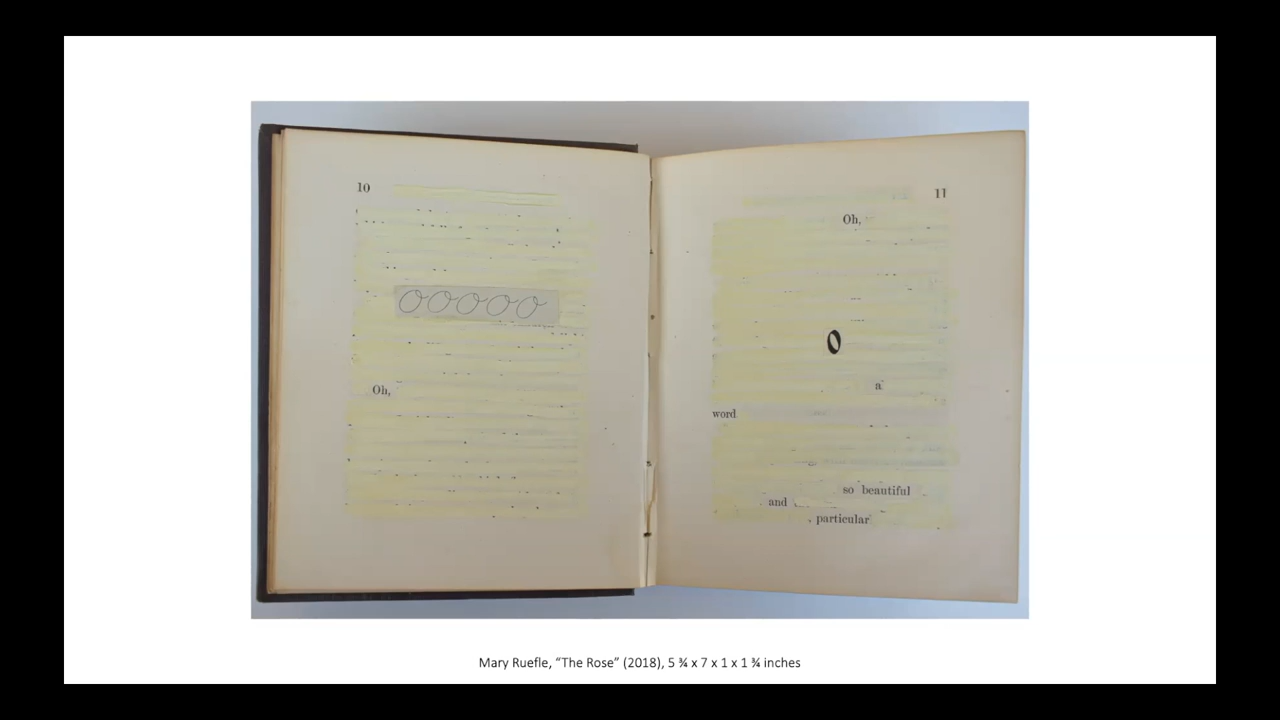 10
OOOOO
Oh,
11
Oh,
O
a
word
so beautiful
and
particular
Mary Ruefle, “The Rose” (2018), 5 ¾ x 7 x 1 x 1 ¾ inches